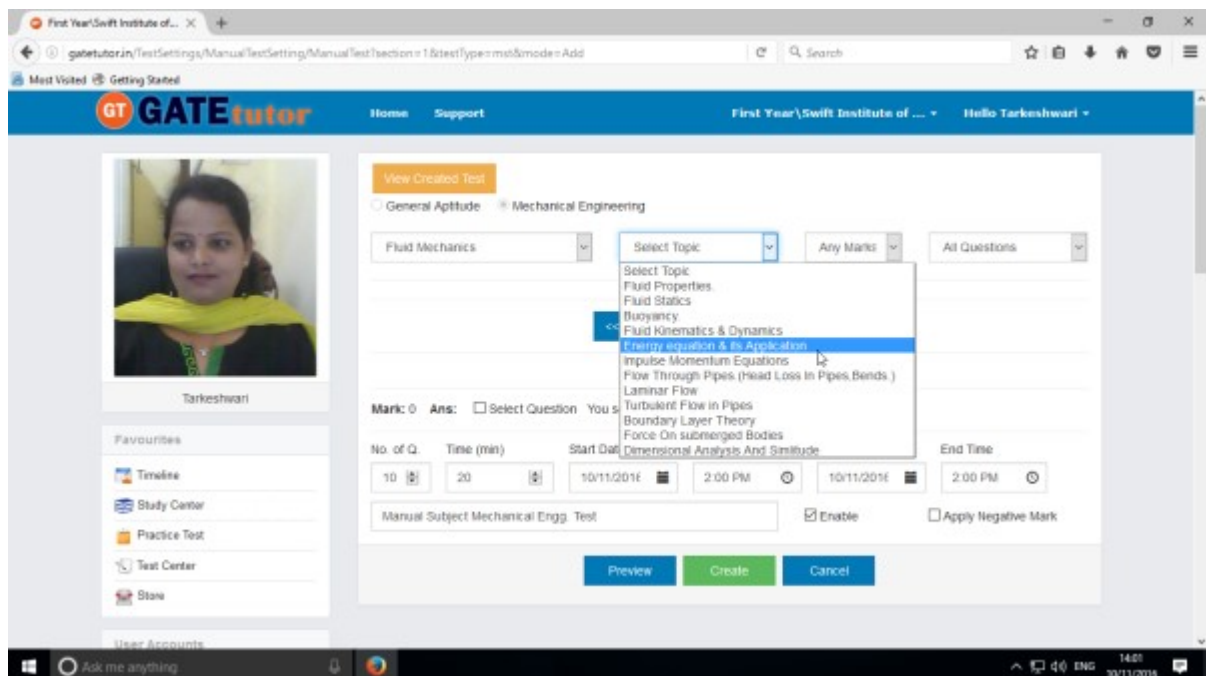 First Year\Swift Institute of...
gatetutor.in/TestSettings/ManualTestSetting/ManualTest?section=1&testType=mst&mode=Add
Search
Most Visited Getting Started
GT GATEtutor Home Support First Year\Swift Institute of .... Hello Tarkeshwari
View Created Test
General Aptitude Mechanical Engineering
Fluid Mechanics Select Topic Any Marks All Questions
Select Topic
Fluid Properties.
Fluid Statics
Buoyancy.
<<
Fluid Kinematics & Dynamics
Energy equation & its Application
Impulse Momentum Equations
Flow Through Pipes (Head Loss In Pipes,Bends.)
Laminar Flow
Turbulent Flow in Pipes
Boundary Layer Theory
Force On submerged Bodies
Dimensional Analysis And Similitude
Tarkeshwari
Mark: 0 Ans: Select Question You s
Favourites
Timeline
Study Center
Practice Test
Test Center
Store
User Accounts
No. of Q. Time (min) Start Dat End Time
10 20 10/11/2016 2:00 PM 10/11/2016 2:00 PM
Manual Subject Mechanical Engg. Test Enable Apply Negative Mark
Preview Create Cancel
Ask me anything
ENG 14:01
10/11/2016